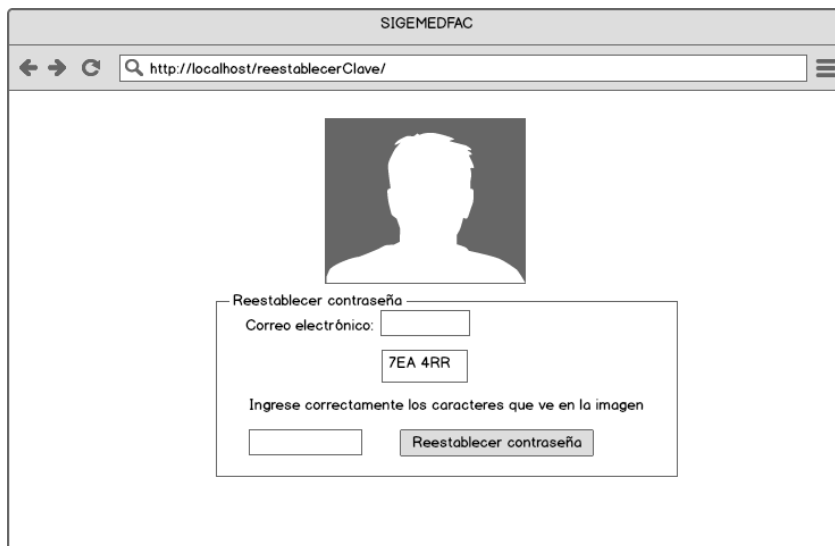 SIGEMEDFAC
http://localhost/reestablecerClave/
Reestablecer contraseña
Correo electrónico:
7EA 4RR
Ingrese correctamente los caracteres que ve en la imagen
Reestablecer contraseña